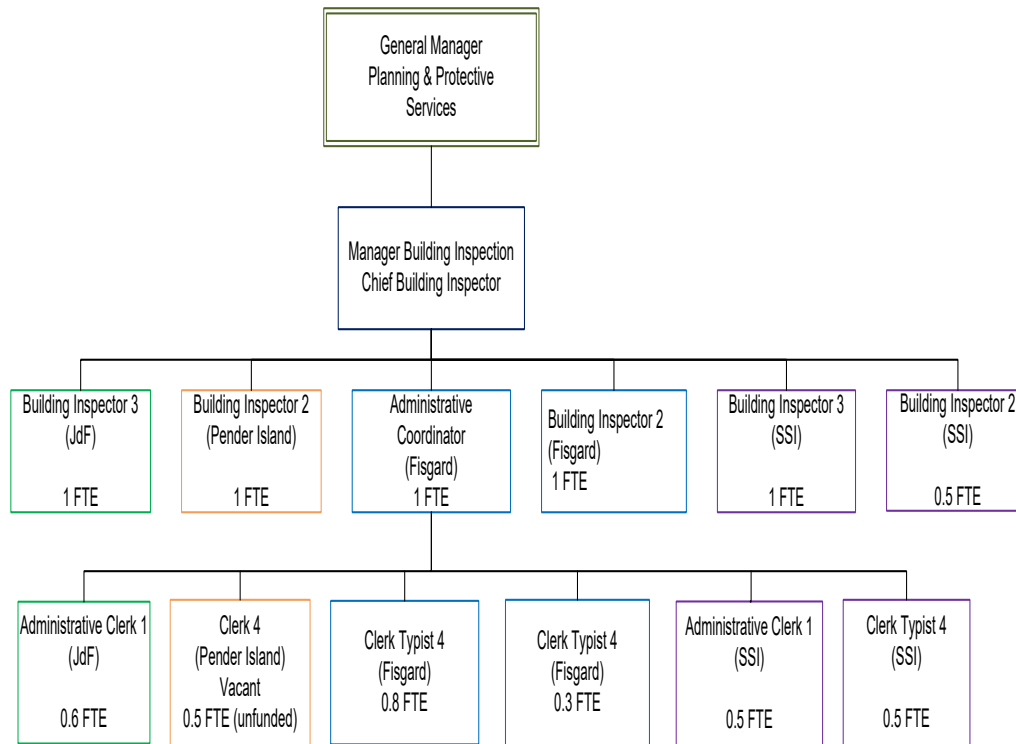 General Manager
Planning & Protective
Services
Manager Building Inspection
Chief Building Inspector
Building Inspector 3
(JdF)
1 FTE
Building Inspector 2
(Pender Island)
1 FTE
Administrative
Coordinator
(Fisgard)
1 FTE
Building Inspector 2
(Fisgard)
1 FTE
Building Inspector 3
(SSI)
1 FTE
Building Inspector 2
(SSI)
0.5 FTE
Administrative Clerk 1
(JdF)
0.6 FTE
Clerk 4
(Pender Island)
Vacant
0.5 FTE (unfunded)
Clerk Typist 4
(Fisgard)
0.8 FTE
Clerk Typist 4
(Fisgard)
0.3 FTE
Administrative Clerk 1
(SSI)
0.5 FTE
Clerk Typist 4
(SSI)
0.5 FTE